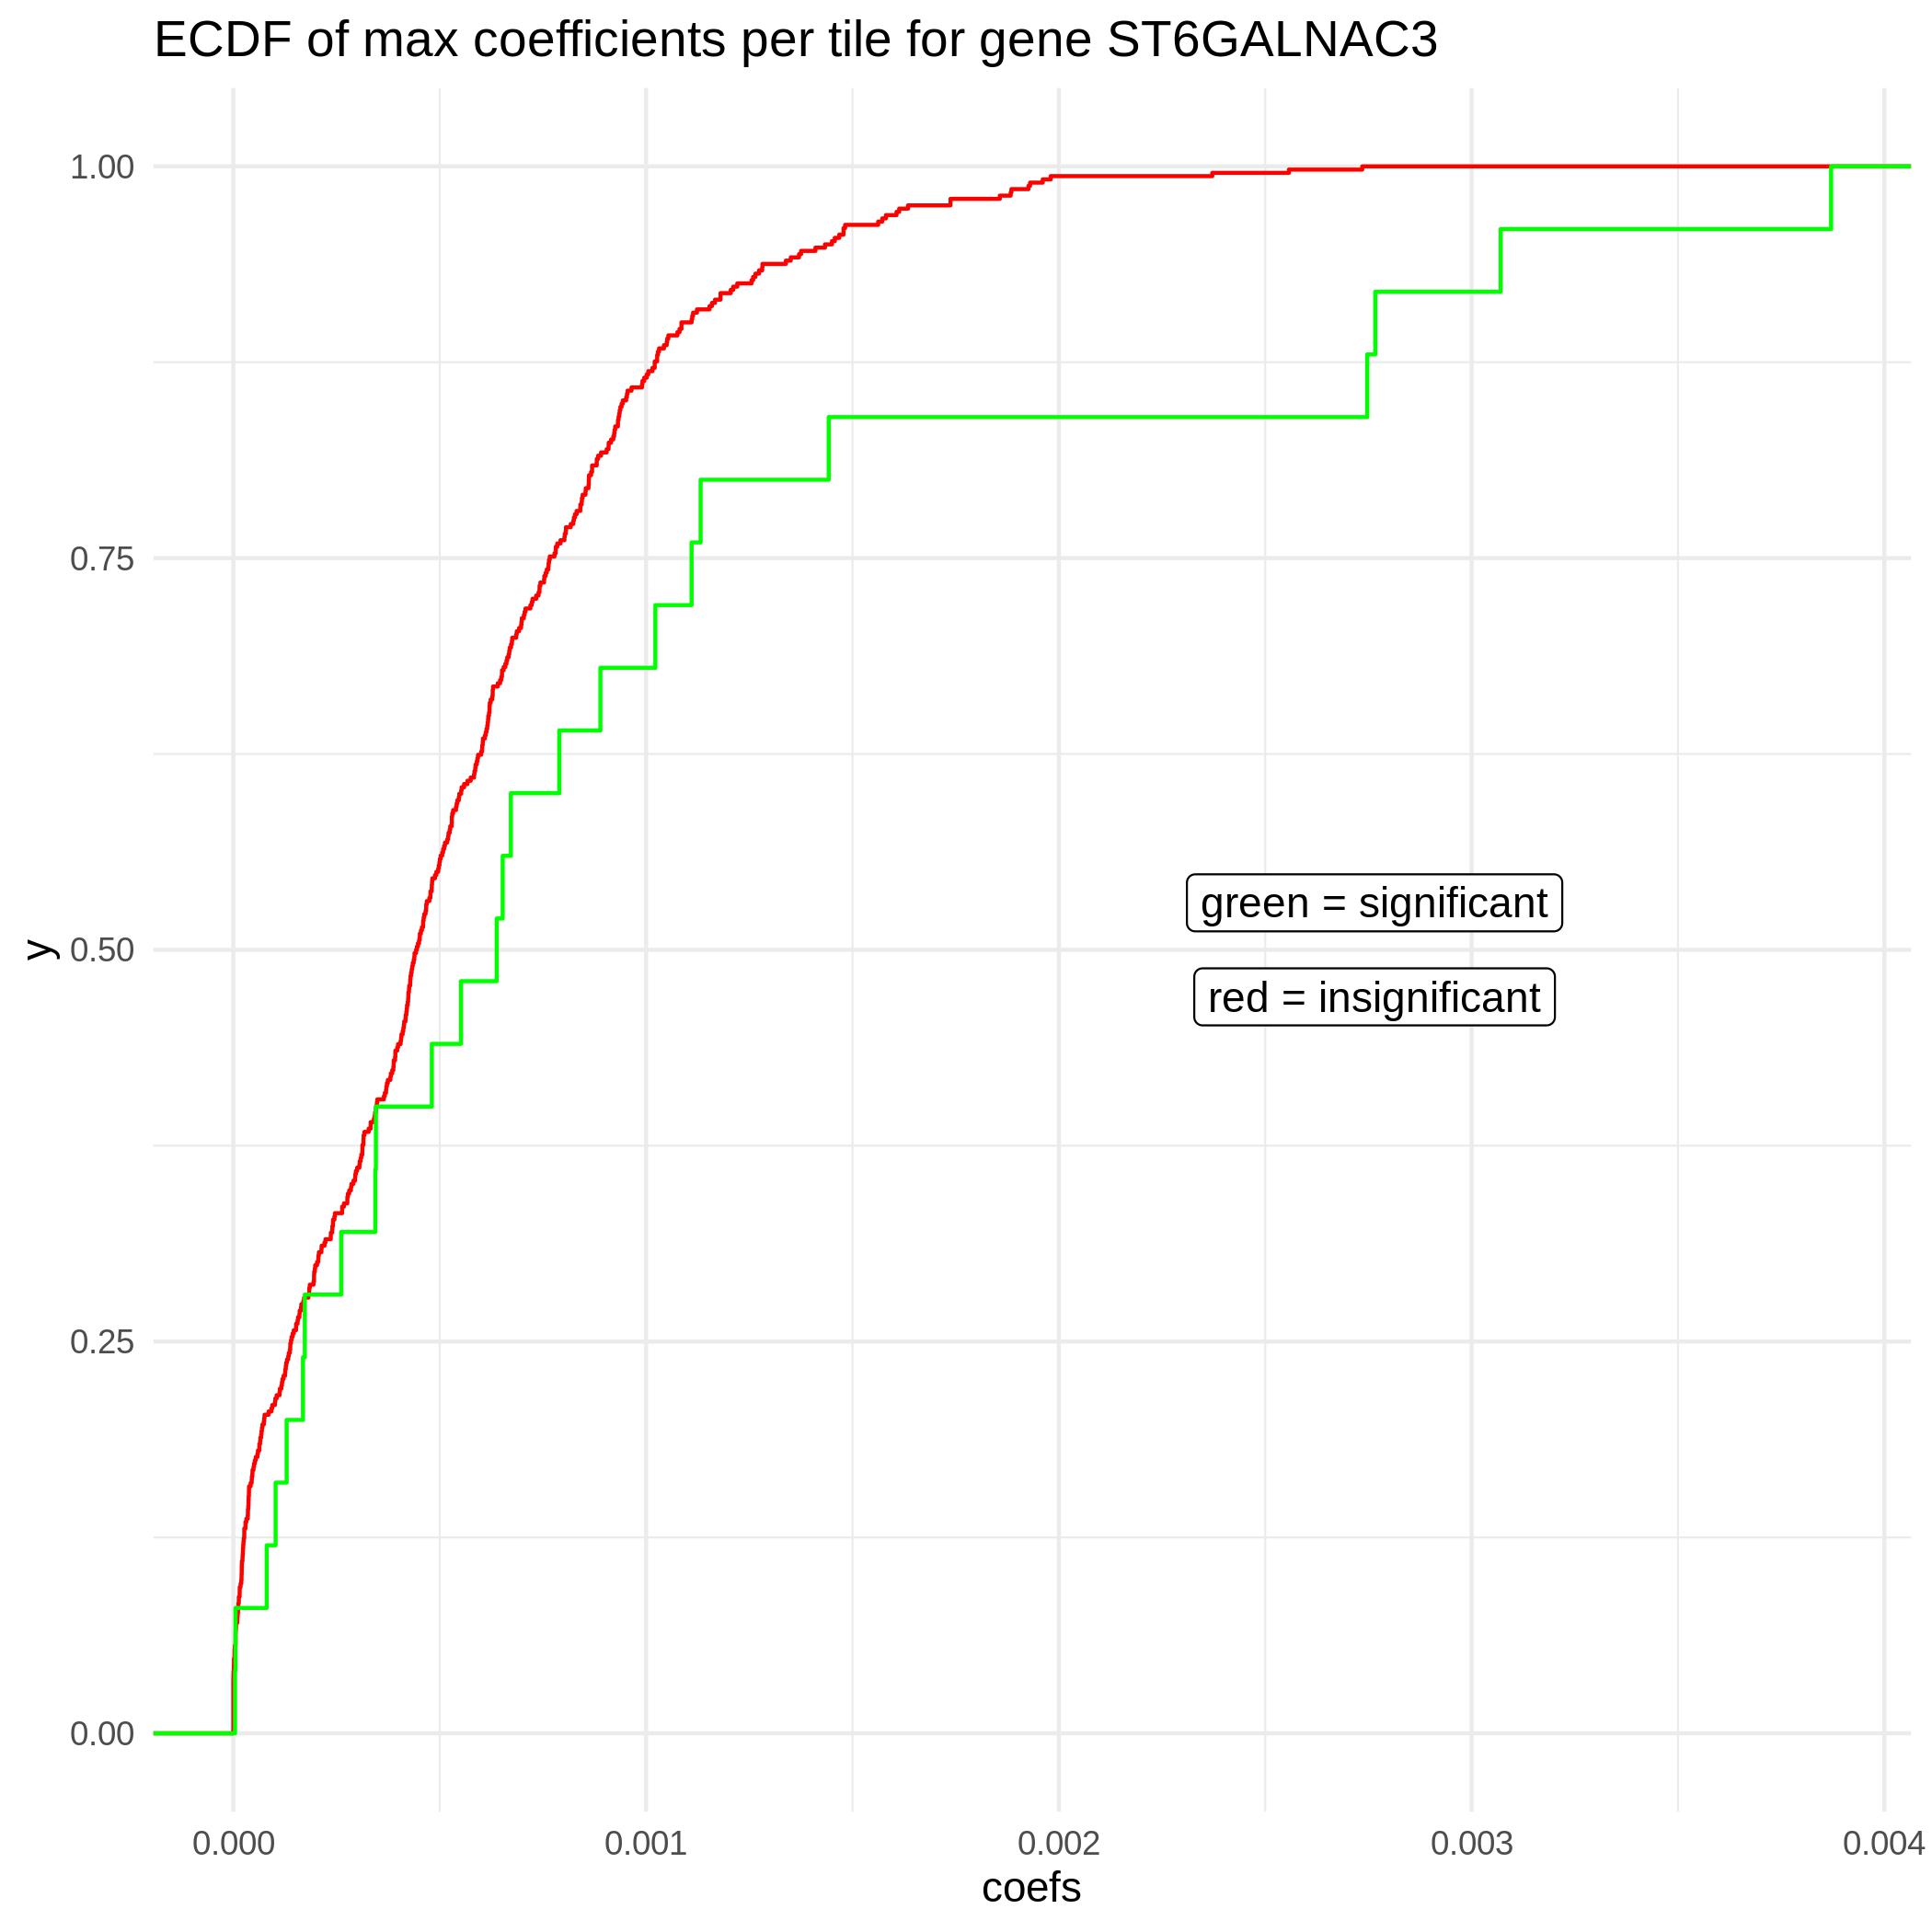 ECDF of max coefficients per tile for gene ST6GALNAC3
1.00
0.75
0.50
0.25
0.00
y
green = significant
red = insignificant
0.000 0.001 0.002 0.003 0.004
coefs